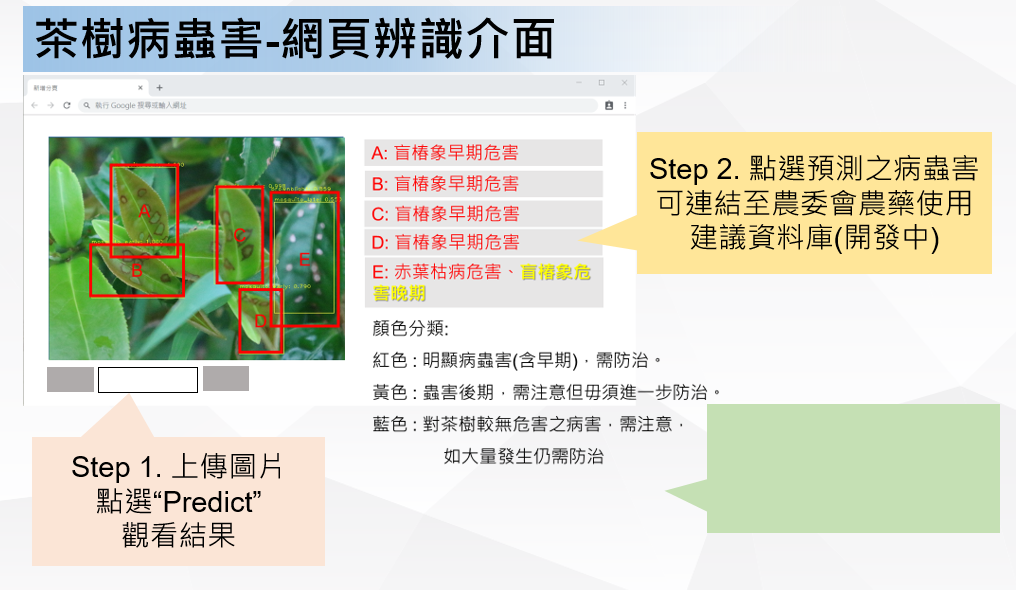 茶樹病蟲害-網頁辨識介面
新增分頁
執行 Google 搜尋或輸入網址
A
B
C
D
E
A: 盲椿象早期危害
B: 盲椿象早期危害
C: 盲椿象早期危害
D: 盲椿象早期危害
E: 赤葉枯病危害、盲椿象危
害晚期
Step 2. 點選預測之病蟲害
可連結至農委會農藥使用
建議資料庫(開發中)
顏色分類:
紅色 : 明顯病蟲害(含早期)，需防治。
黃色 : 蟲害後期，需注意但毋須進一步防治。
藍色 : 對茶樹較無危害之病害，需注意，
如大量發生仍需防治
Step 1. 上傳圖片
點選“Predict”
觀看結果